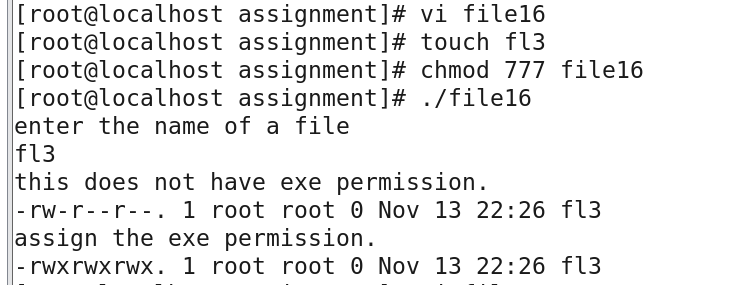 [root@localhost assignment]# vi file16
[root@localhost assignment]# touch fl3
[root@localhost assignment]# chmod 777 file16
[root@localhost assignment]# ./file16
enter the name of a file
fl3
this does not have exe permission.
-rw-r--r--. 1 root root 0 Nov 13 22:26 fl3
assign the exe permission.
-rwxrwxrwx. 1 root root 0 Nov 13 22:26 fl3